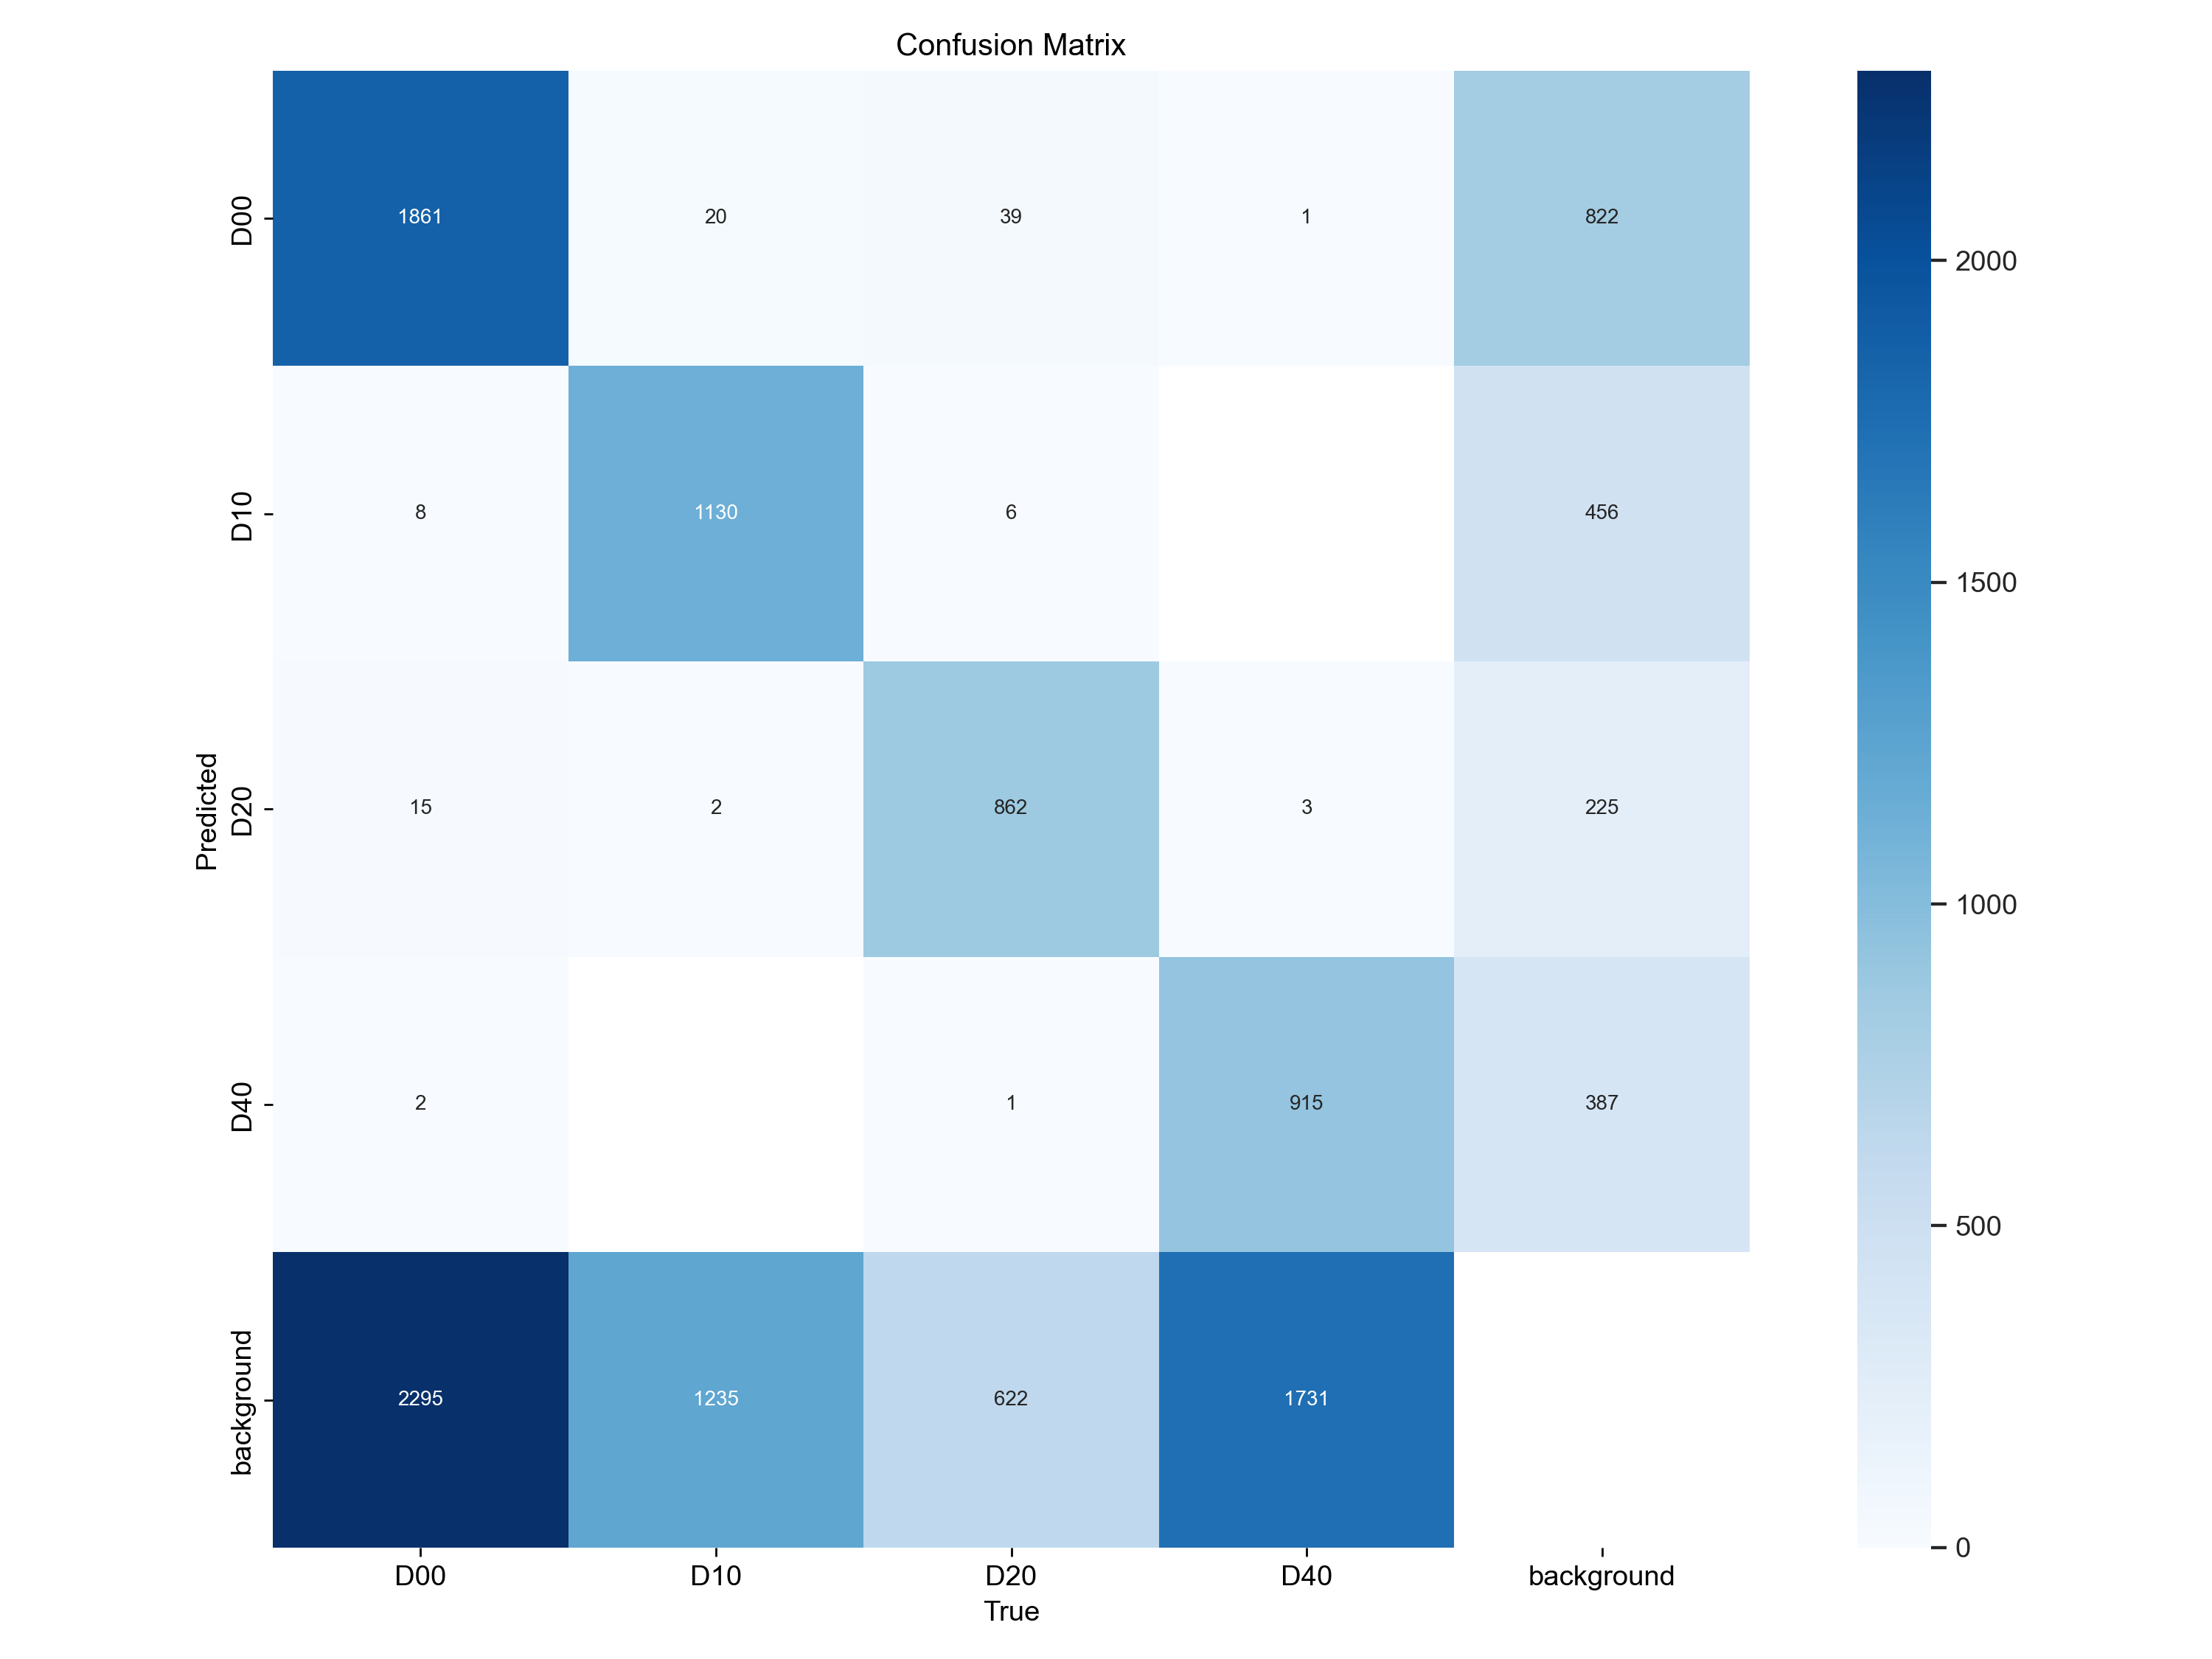 Confusion Matrix
D00 1861 20 39 1 822
D10 8 1130 6 456
D20 15 2 862 3 225
D40 2 1 915 387
background 2295 1235 622 1731
Predicted
D00 D10 D20 D40 background
True
2000
1500
1000
500
0